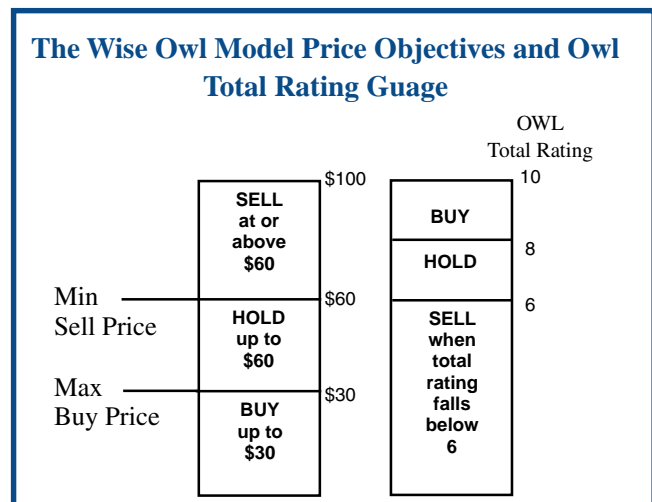 The Wise Owl Model Price Objectives and Owl
Total Rating Guage
OWL
Total Rating
$100
10
SELL
at or
above
$60
BUY
8
HOLD
Min
Sell Price
$60
6
HOLD
up to
$60
SELL
when
total
rating
falls
below
6
Max
Buy Price
$30
BUY
up to
$30